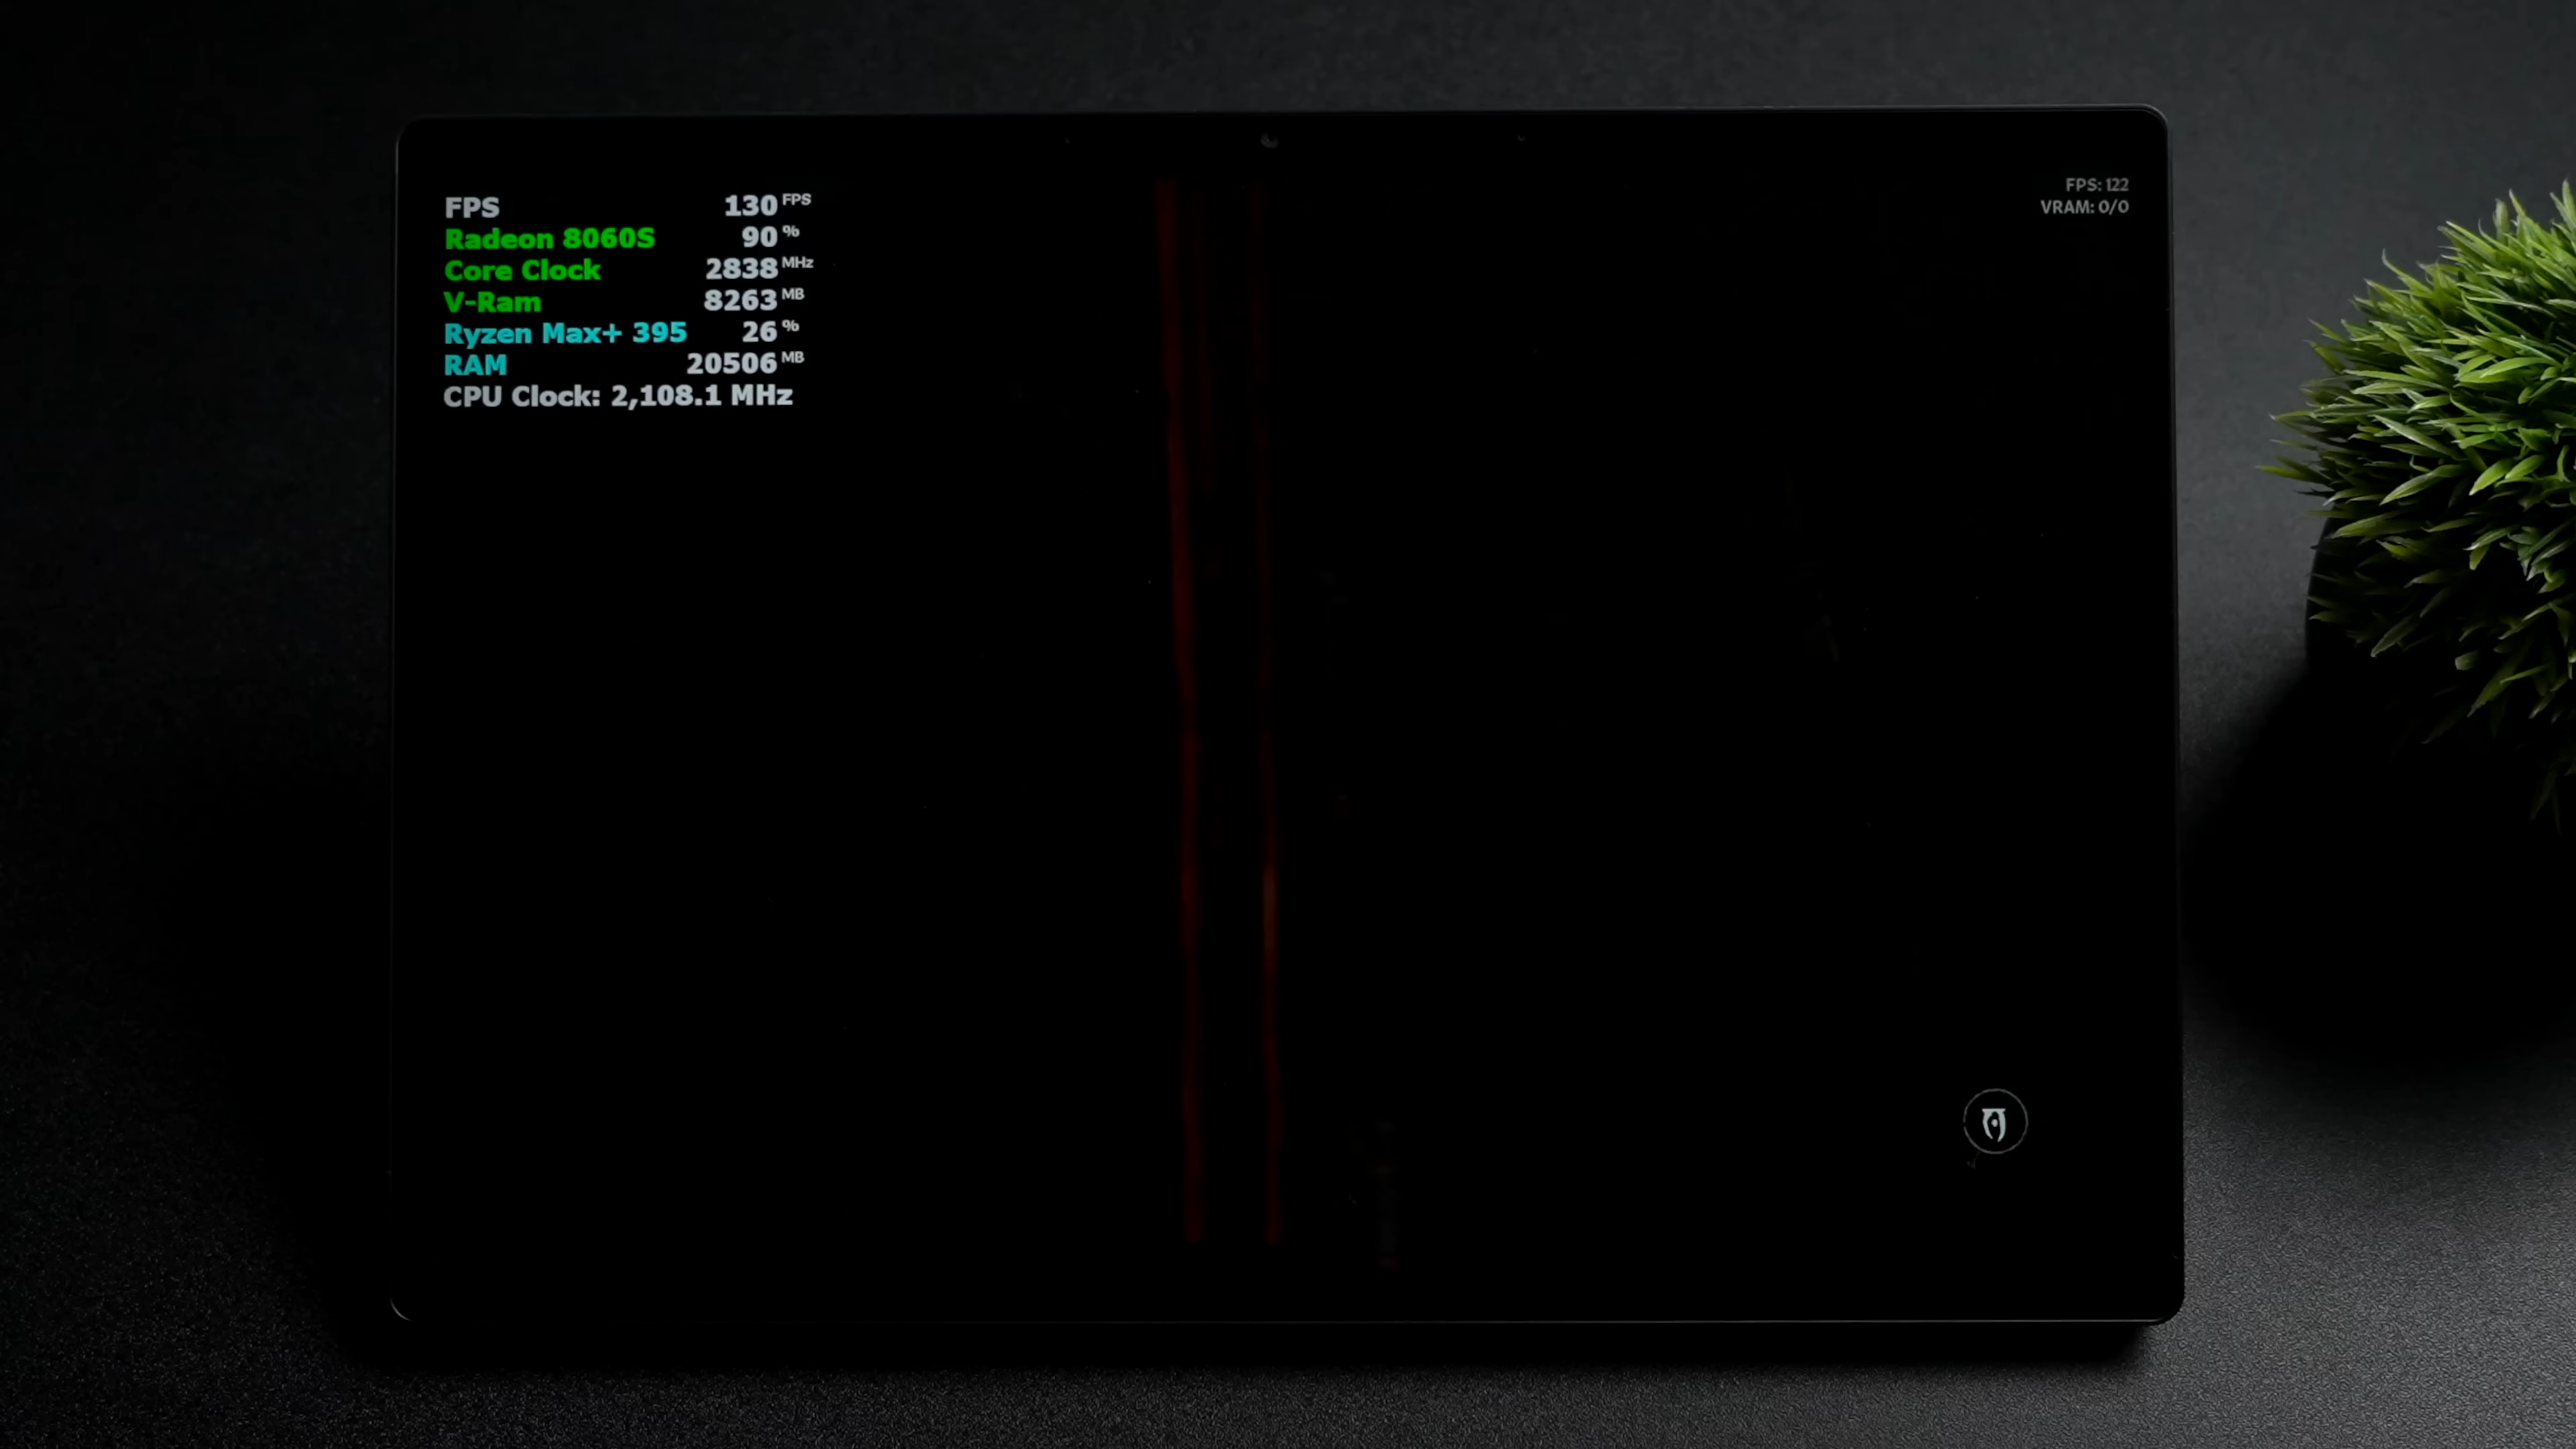 FPS 130 FPS
Radeon 8060S 90 %
Core Clock 2838 MHz
V-Ram 8263 MB
Ryzen Max+ 395 26 %
RAM 20506 MB
CPU Clock: 2,108.1 MHz
FPS: 122
VRAM: 0/0